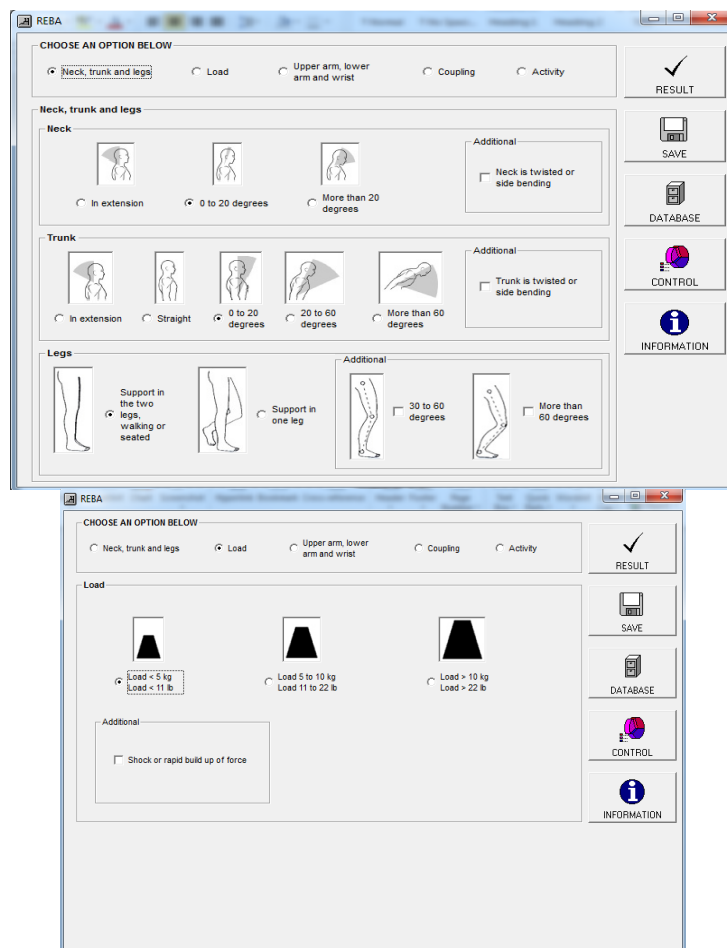 REBA
CHOOSE AN OPTION BELOW
Neck, trunk and legs
Load
Upper arm, lower
arm and wrist
Coupling
Activity
RESULT
SAVE
DATABASE
CONTROL
INFORMATION
Neck, trunk and legs
Neck
In extension
0 to 20 degrees
More than 20
degrees
Additional
Neck is twisted or
side bending
Trunk
In extension
Straight
0 to 20
degrees
20 to 60
degrees
More than 60
degrees
Additional
Trunk is twisted or
side bending
Legs
Support in
the two
legs,
walking or
seated
Support in
one leg
Additional
30 to 60
degrees
More than
60 degrees
REBA
CHOOSE AN OPTION BELOW
Neck, trunk and legs
Load
Upper arm, lower
arm and wrist
Coupling
Activity
RESULT
SAVE
DATABASE
CONTROL
INFORMATION
Load
Load < 5 kg
Load < 11 lb
Load 5 to 10 kg
Load 11 to 22 lb
Load > 10 kg
Load > 22 lb
Additional
Shock or rapid build up of force